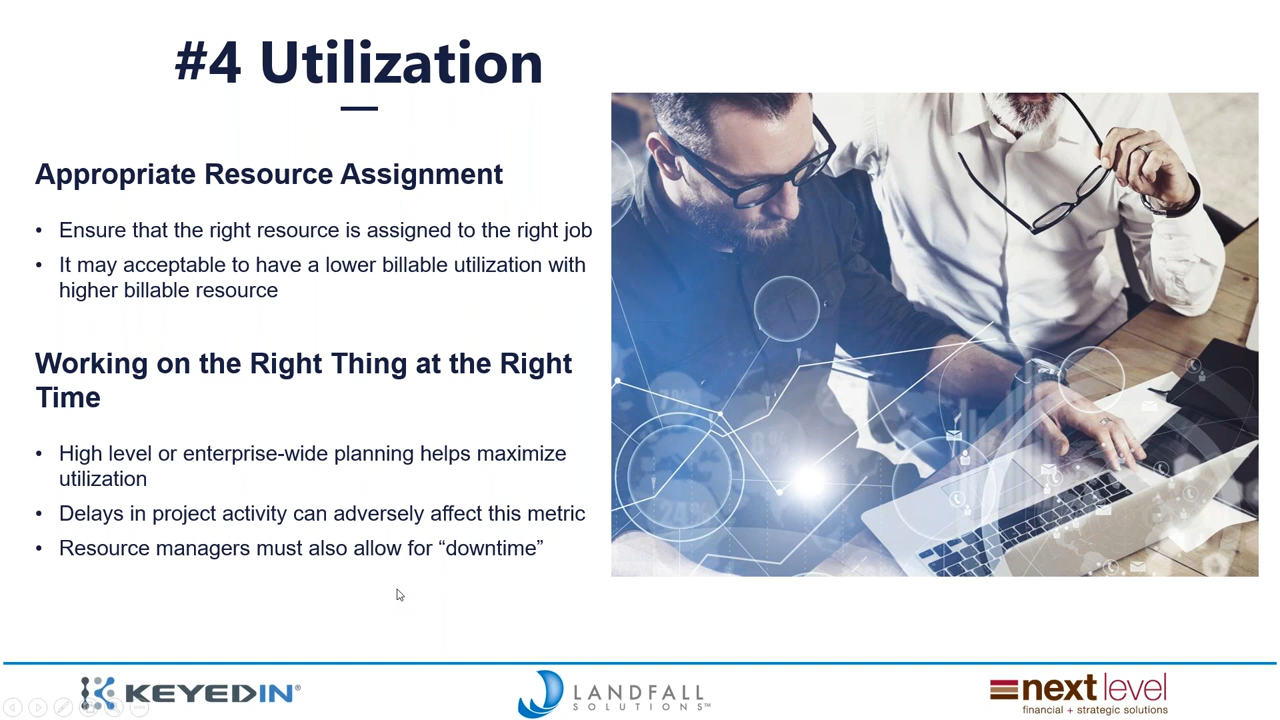 #4 Utilization
Appropriate Resource Assignment
• Ensure that the right resource is assigned to the right job
• It may acceptable to have a lower billable utilization with
higher billable resource
Working on the Right Thing at the Right
Time
• High level or enterprise-wide planning helps maximize
utilization
• Delays in project activity can adversely affect this metric
• Resource managers must also allow for “downtime”
KEYEDIN®
LANDFALL
SOLUTIONS™
next level
financial + strategic solutions